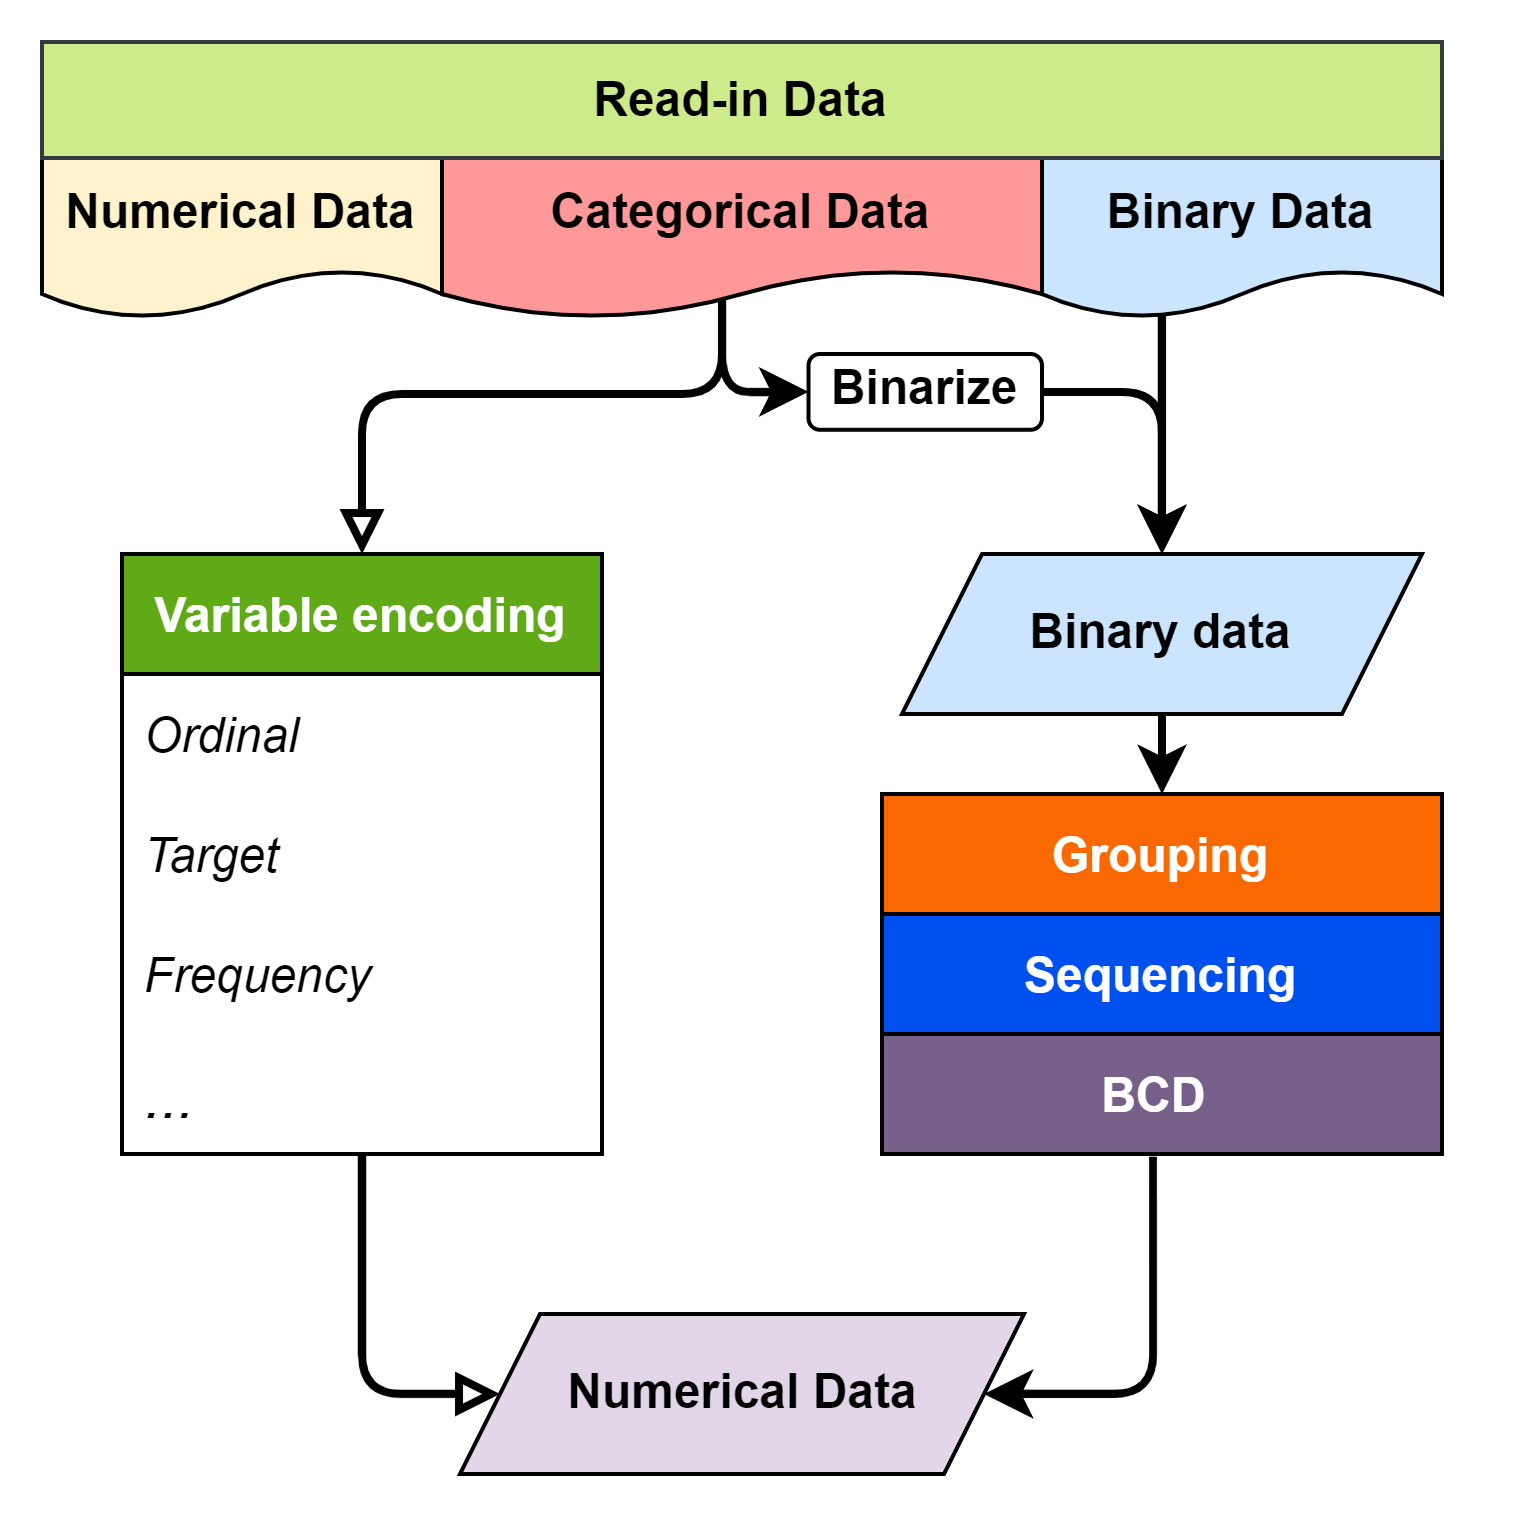 Read-in Data
Numerical Data
Categorical Data
Binary Data
Binarize
Variable encoding
Ordinal
Target
Frequency
...
Binary data
Grouping
Sequencing
BCD
Numerical Data